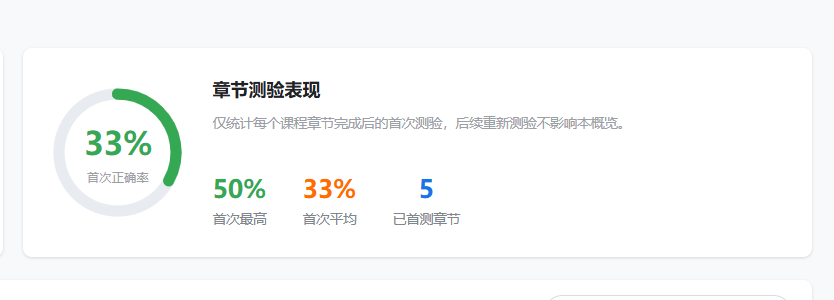 章节测验表现
仅统计每个课程章节完成后的首次测验，后续重新测验不影响本概览。
33%
首次正确率
50% 33% 5
首次最高 首次平均 已首测章节